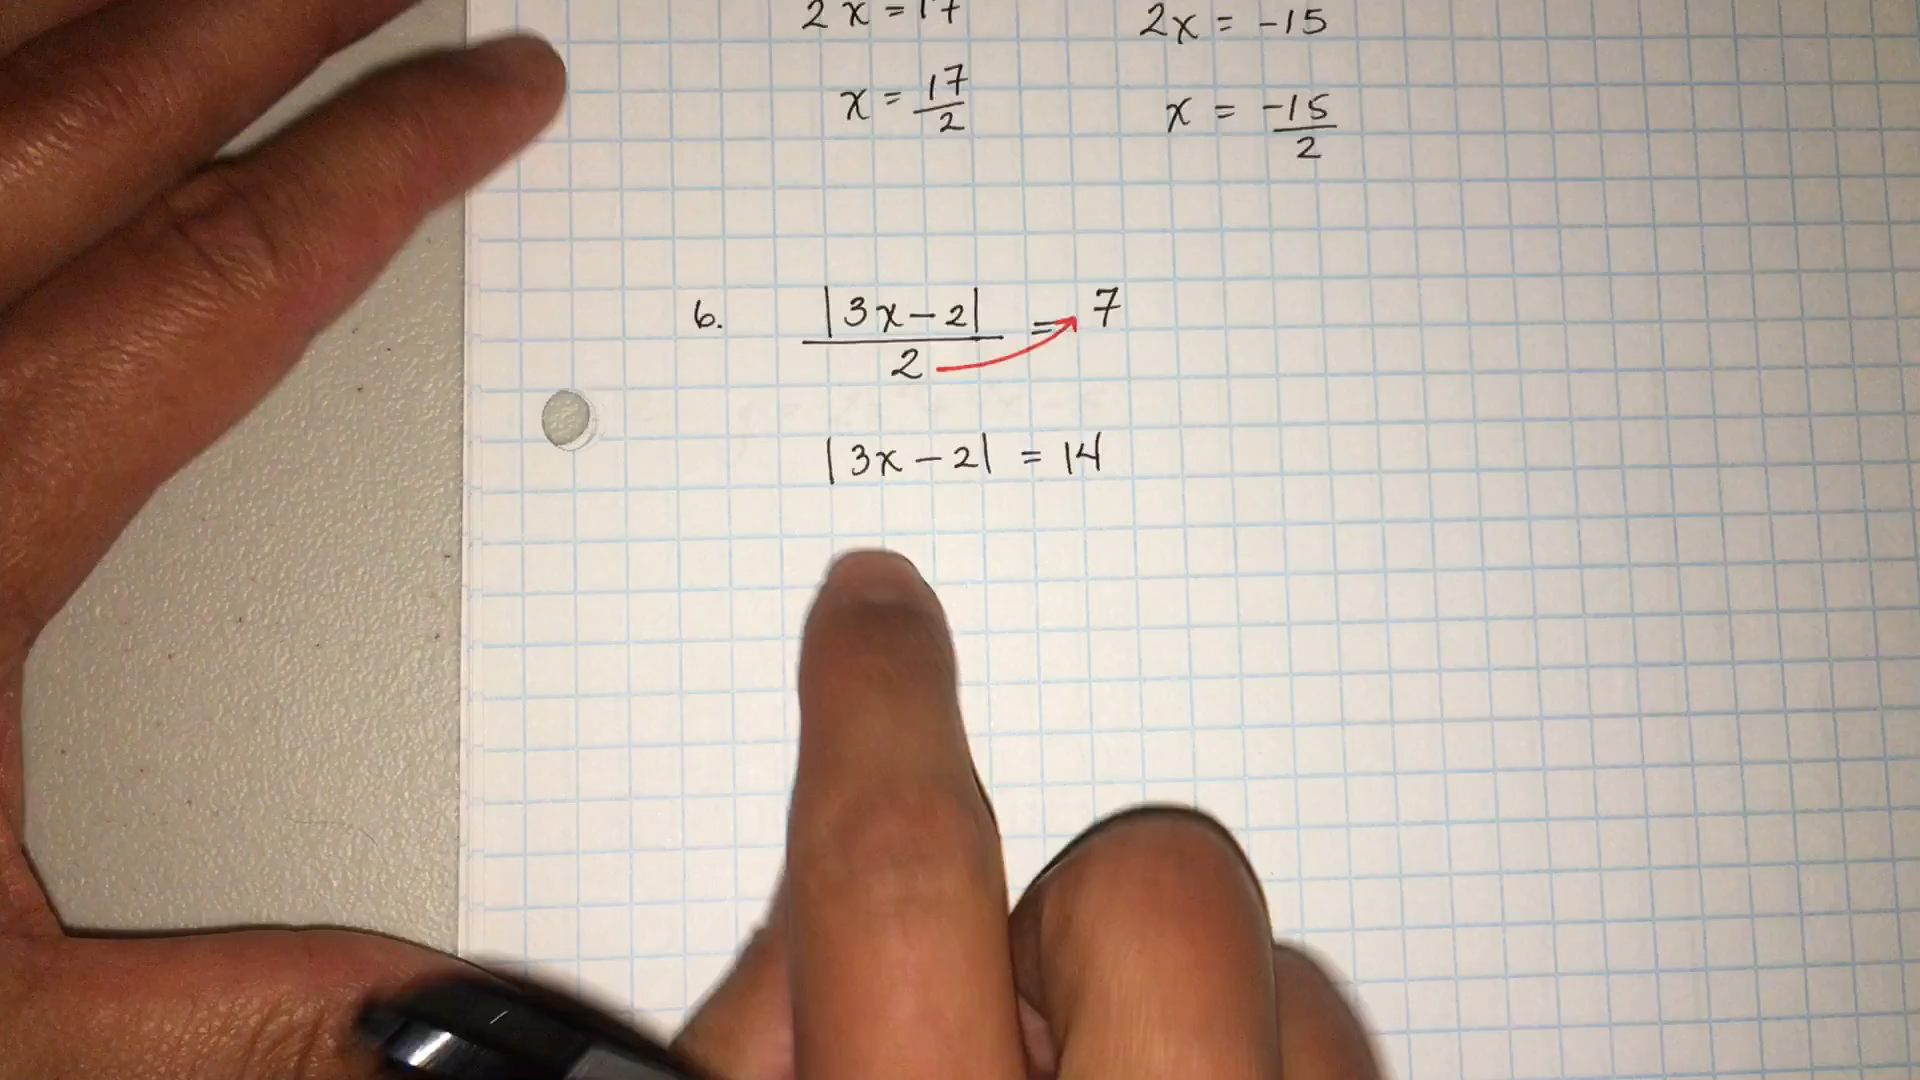 2x = 17 2x = -15
x = 17/2 x = -15/2
6. |3x - 2|/2 = 7
|3x - 2| = 14